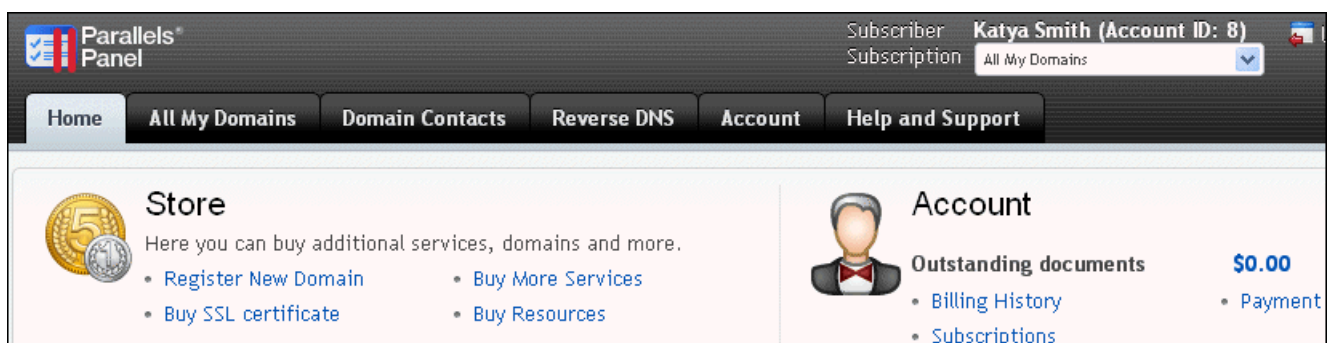 Parallels®
Panel
Subscriber Katya Smith (Account ID: 8)
Subscription All My Domains
Home All My Domains Domain Contacts Reverse DNS Account Help and Support
Store
Here you can buy additional services, domains and more.
• Register New Domain • Buy More Services
• Buy SSL certificate • Buy Resources
Account
Outstanding documents $0.00
• Billing History • Payment
• Subscriptions